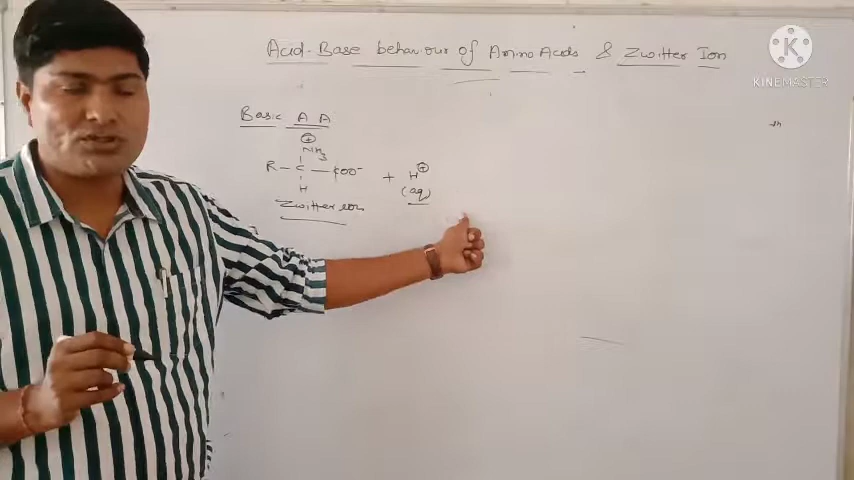 Acid-Base behaviour of Amino Acids & Zwitter Ion
KINEMASTER
Basic A A
⊕
NH3
R — C — COO⁻ + H⊕
H (aq)
Zwitter ion